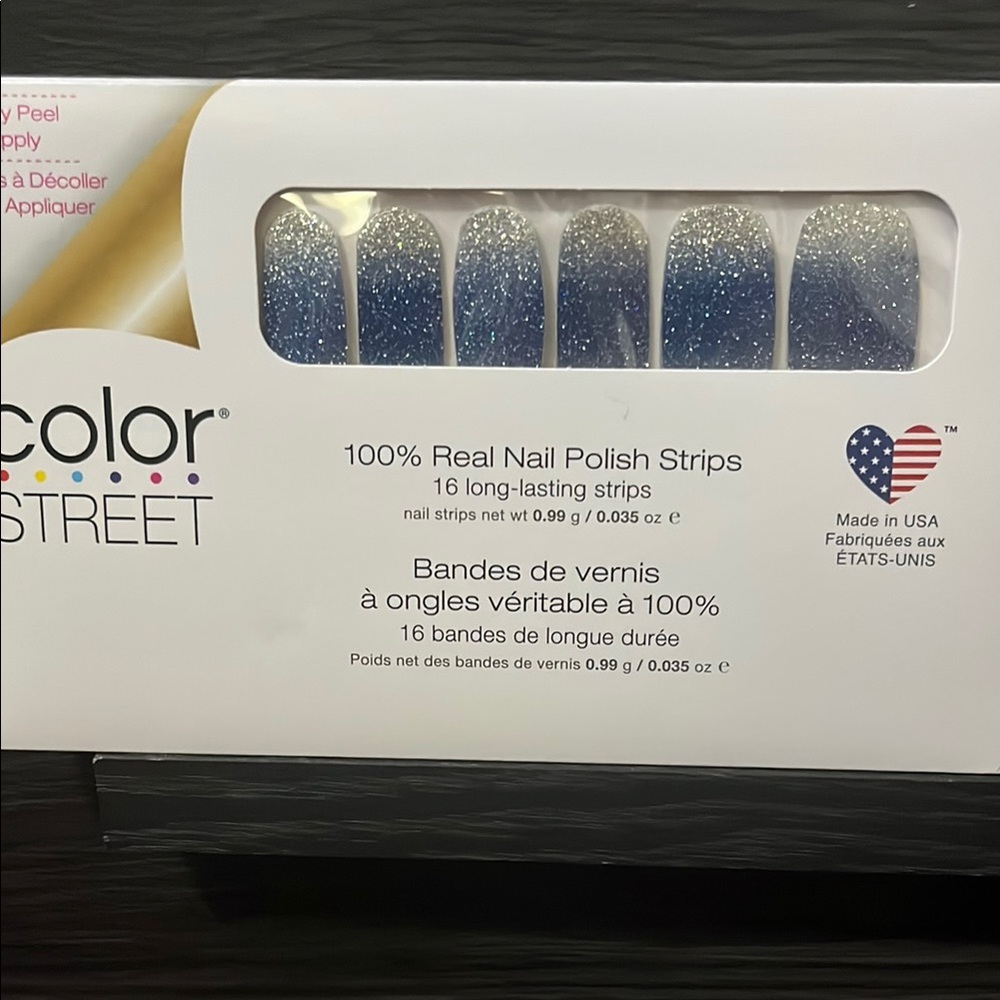 y Peel
pply
s à Décoller
Appliquer
color®
STREET
100% Real Nail Polish Strips
16 long-lasting strips
nail strips net wt 0.99 g / 0.035 oz ℮
Bandes de vernis
à ongles véritable à 100%
16 bandes de longue durée
Poids net des bandes de vernis 0.99 g / 0.035 oz ℮
™
Made in USA
Fabriquées aux
ÉTATS-UNIS